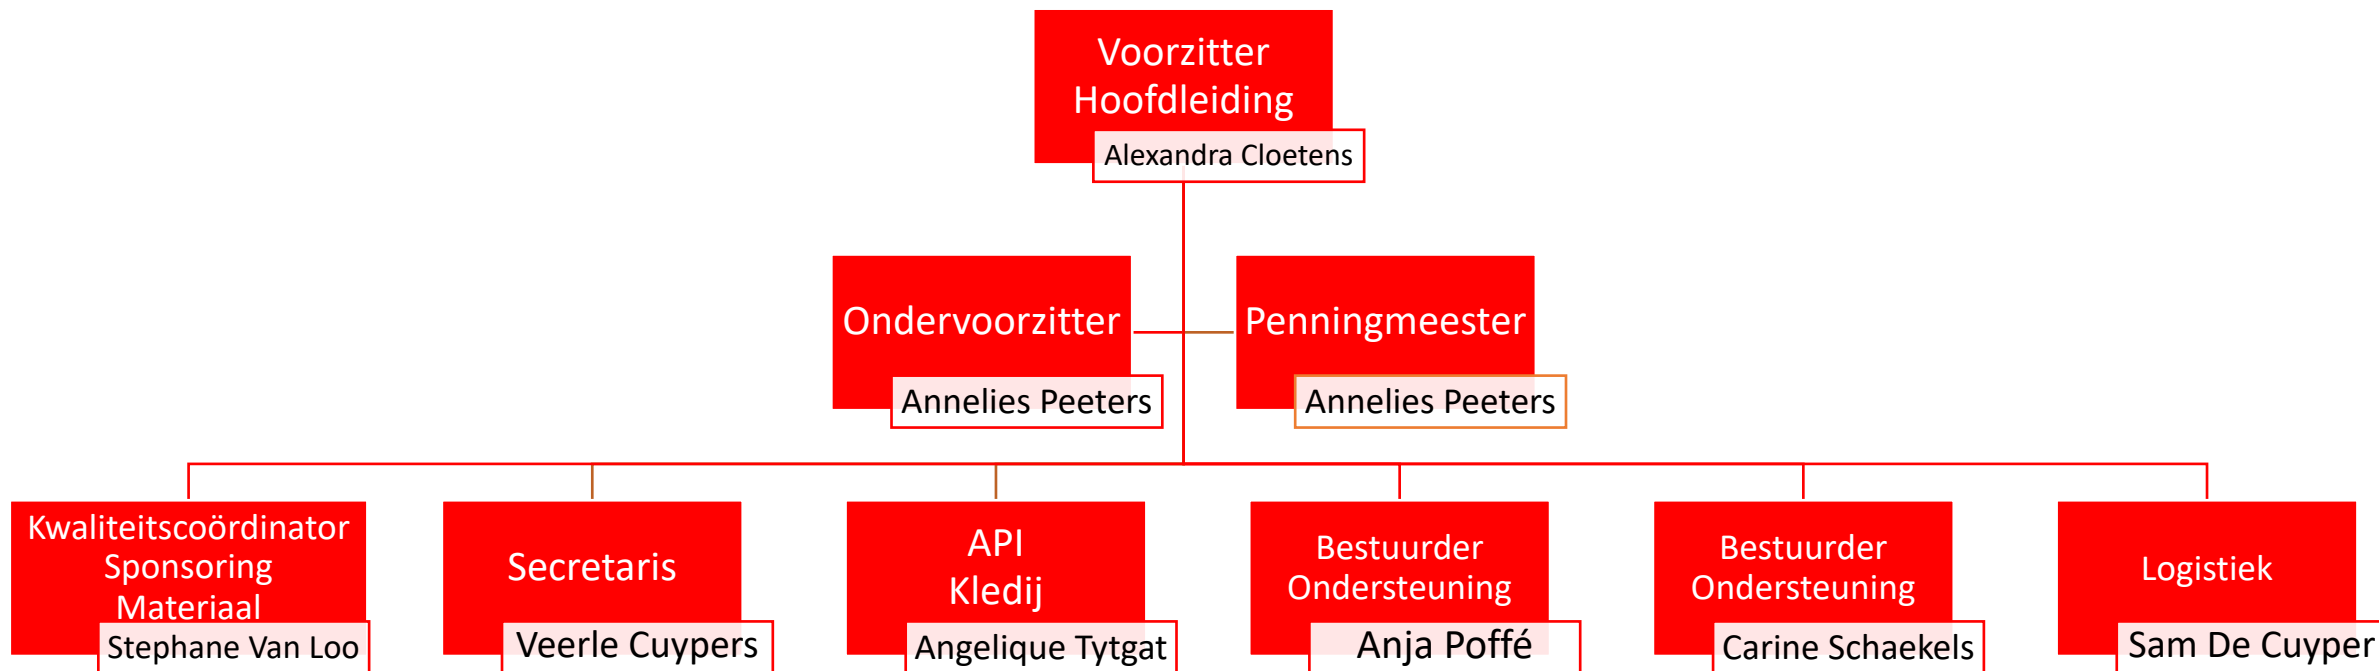 Voorzitter
Hoofdleiding
Alexandra Cloetens
Ondervoorzitter
Annelies Peeters
Penningmeester
Annelies Peeters
Kwaliteitscoördinator
Sponsoring
Materiaal
Stephane Van Loo
Secretaris
Veerle Cuypers
API
Kledij
Angelique Tytgat
Bestuurder
Ondersteuning
Anja Poffé
Bestuurder
Ondersteuning
Carine Schaekels
Logistiek
Sam De Cuyper